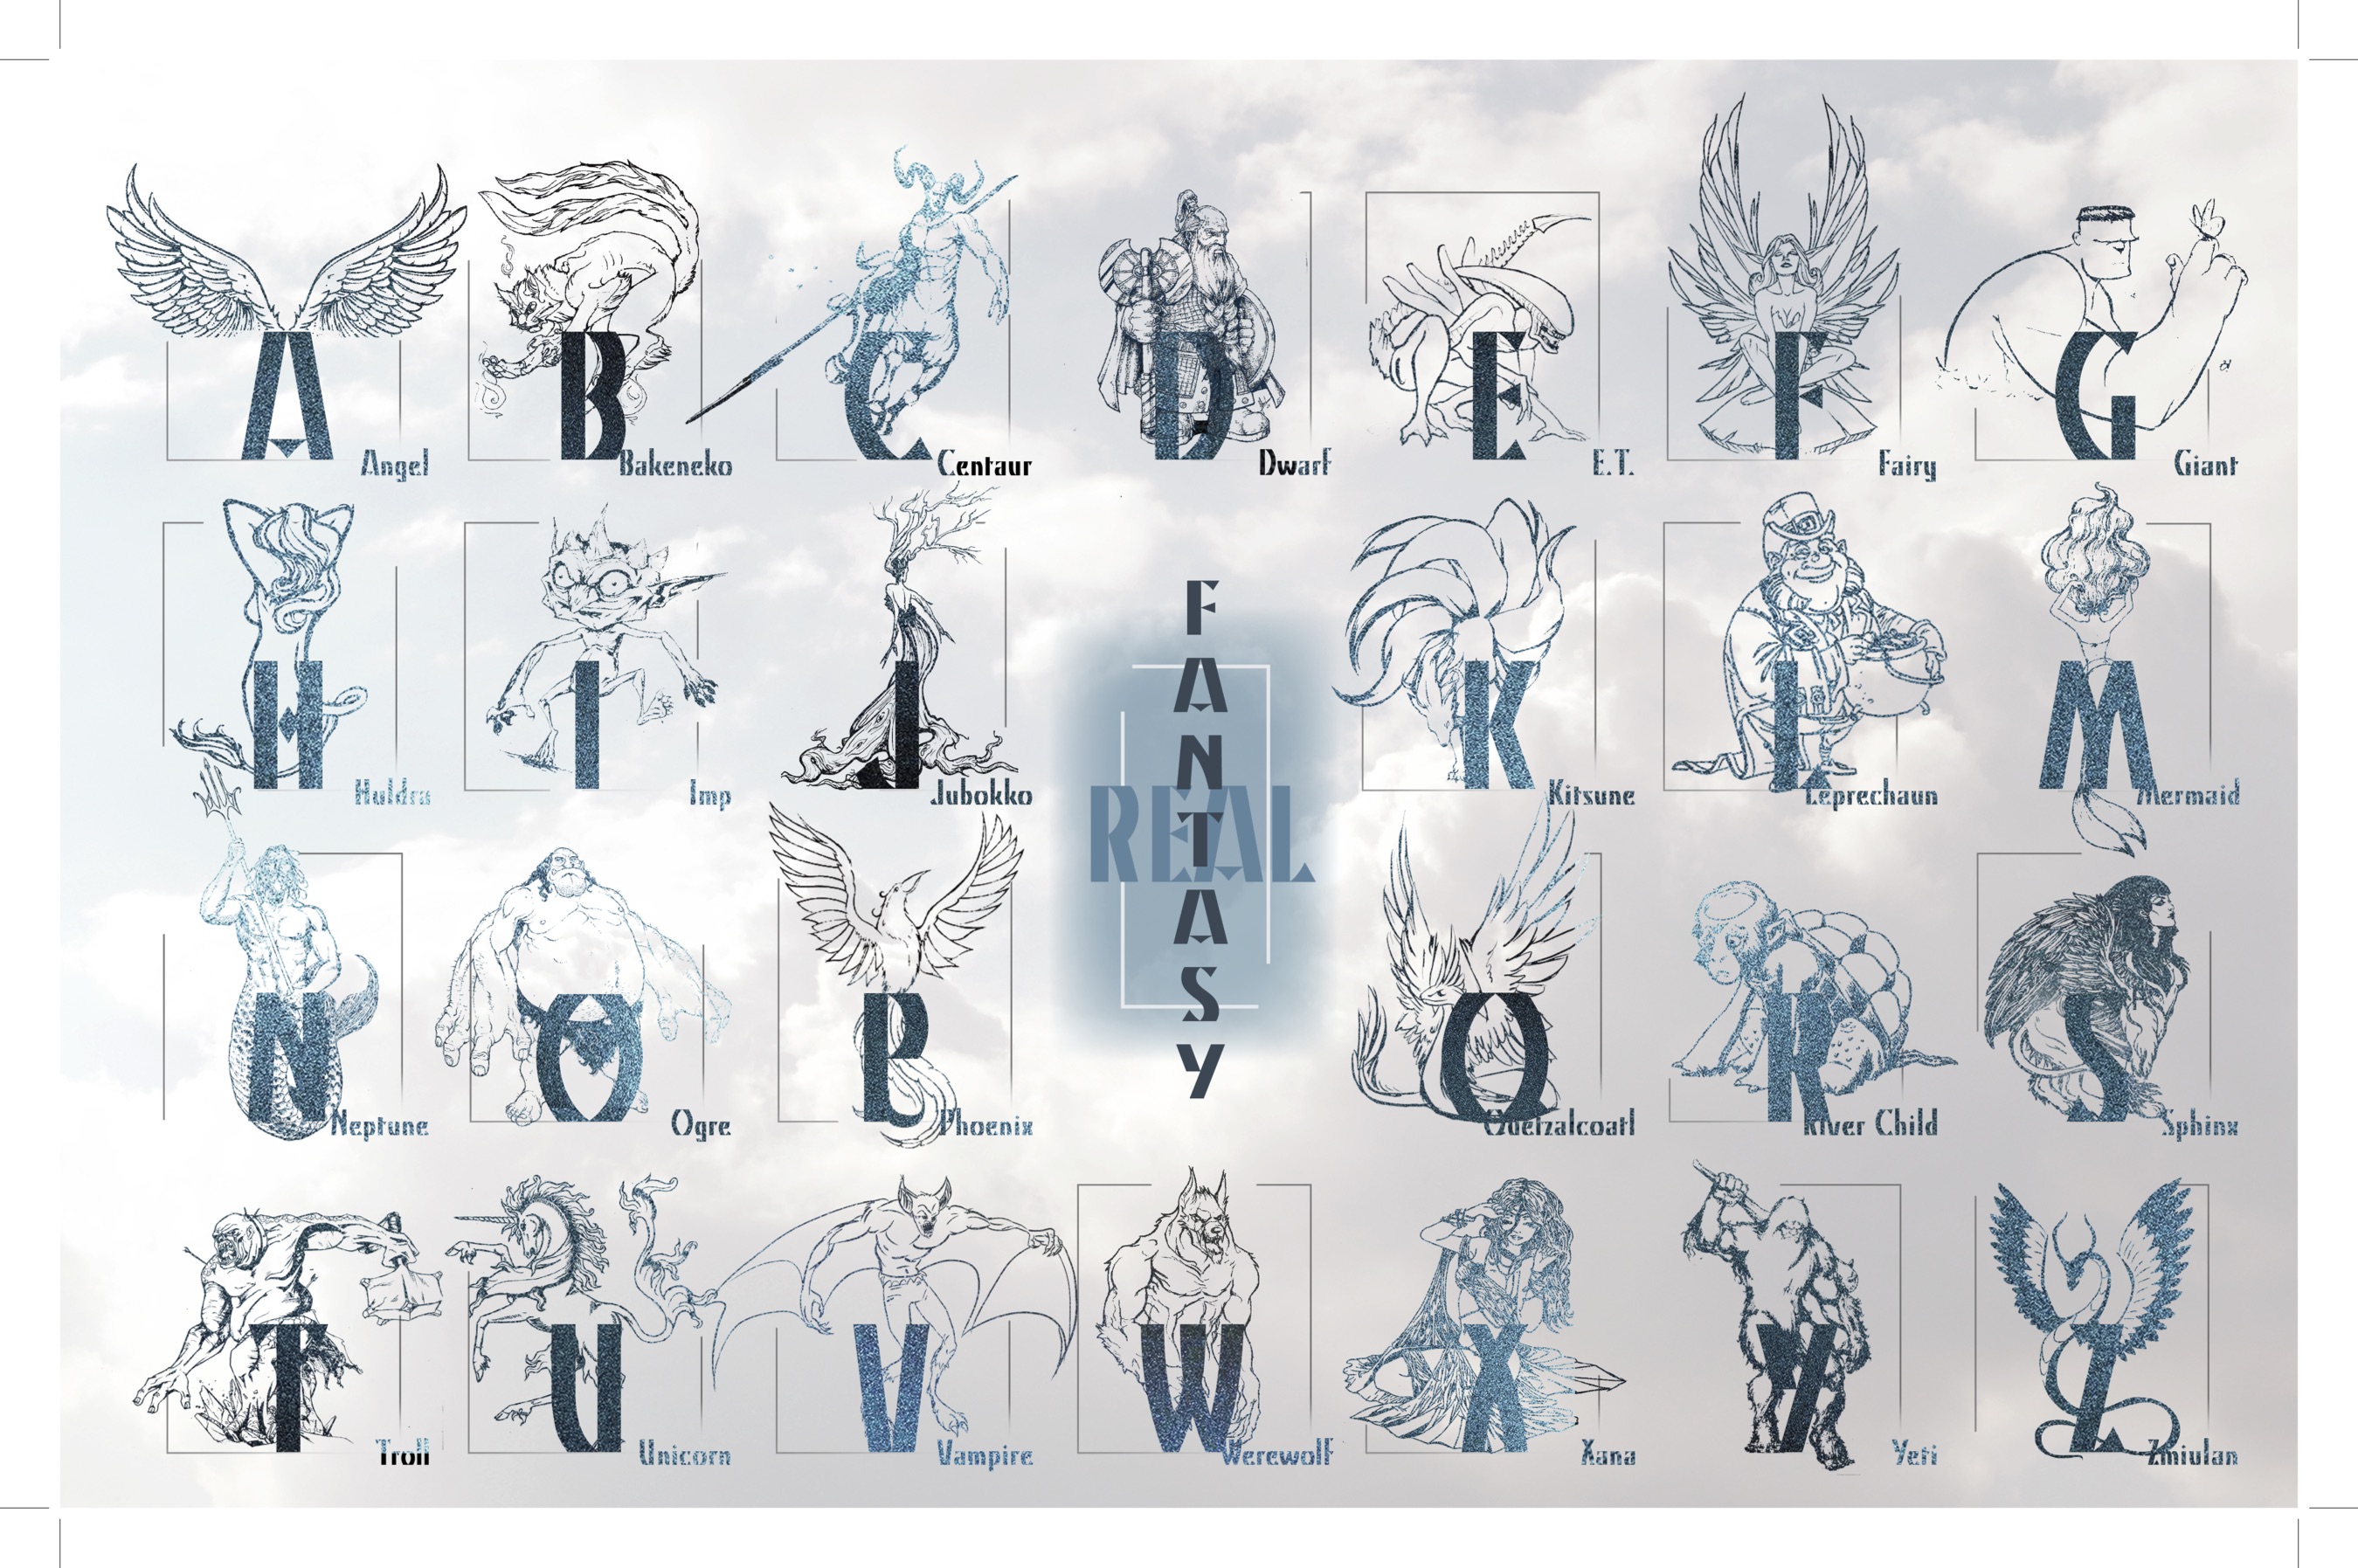 A
Angel
B
Bakeneko
C
Centaur
D
Dwarf
E
E.T.
F
Fairy
G
Giant
H
Huldra
I
Imp
J
Jubokko
FANTASY
REAL
K
Kitsune
L
Leprechaun
M
Mermaid
N
Neptune
O
Ogre
P
Phoenix
Q
Quetzalcoatl
R
River Child
S
Sphinx
T
Troll
U
Unicorn
V
Vampire
W
Werewolf
X
Xana
Y
Yeti
Z
Zmiulan